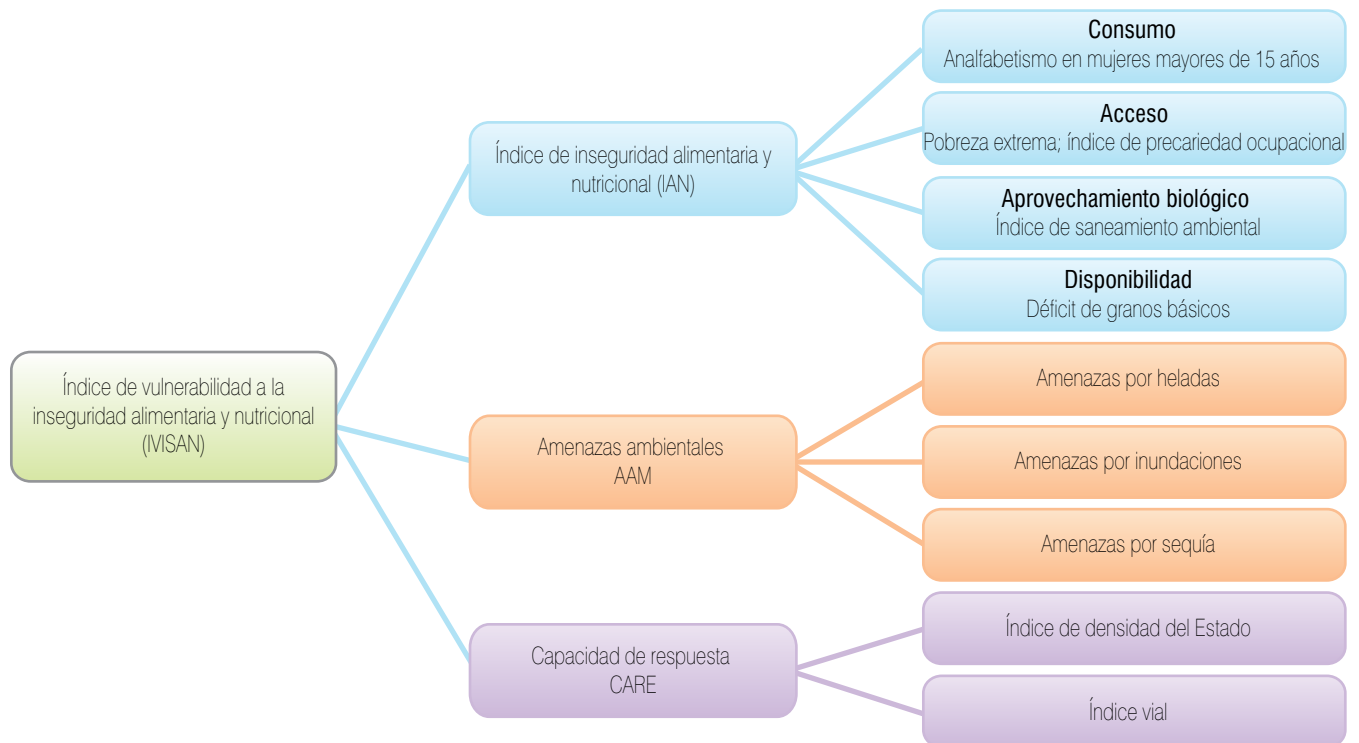 Índice de vulnerabilidad a la
inseguridad alimentaria y nutricional
(IVISAN)
Índice de inseguridad alimentaria y
nutricional (IAN)
Consumo
Analfabetismo en mujeres mayores de 15 años
Acceso
Pobreza extrema; índice de precariedad ocupacional
Aprovechamiento biológico
Índice de saneamiento ambiental
Disponibilidad
Déficit de granos básicos
Amenazas ambientales
AAM
Amenazas por heladas
Amenazas por inundaciones
Amenazas por sequía
Capacidad de respuesta
CARE
Índice de densidad del Estado
Índice vial